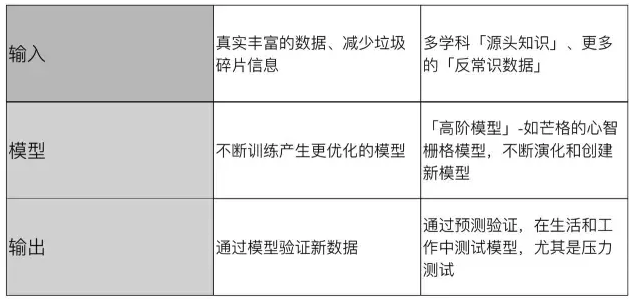 输入
真实丰富的数据、减少垃圾
碎片信息
多学科「源头知识」、更多
的「反常识数据」
模型
不断训练产生更优化的模型
「高阶模型」-如芒格的心智
栅格模型，不断演化和创建
新模型
输出
通过模型验证新数据
通过预测验证，在生活和工
作中测试模型，尤其是压力
测试